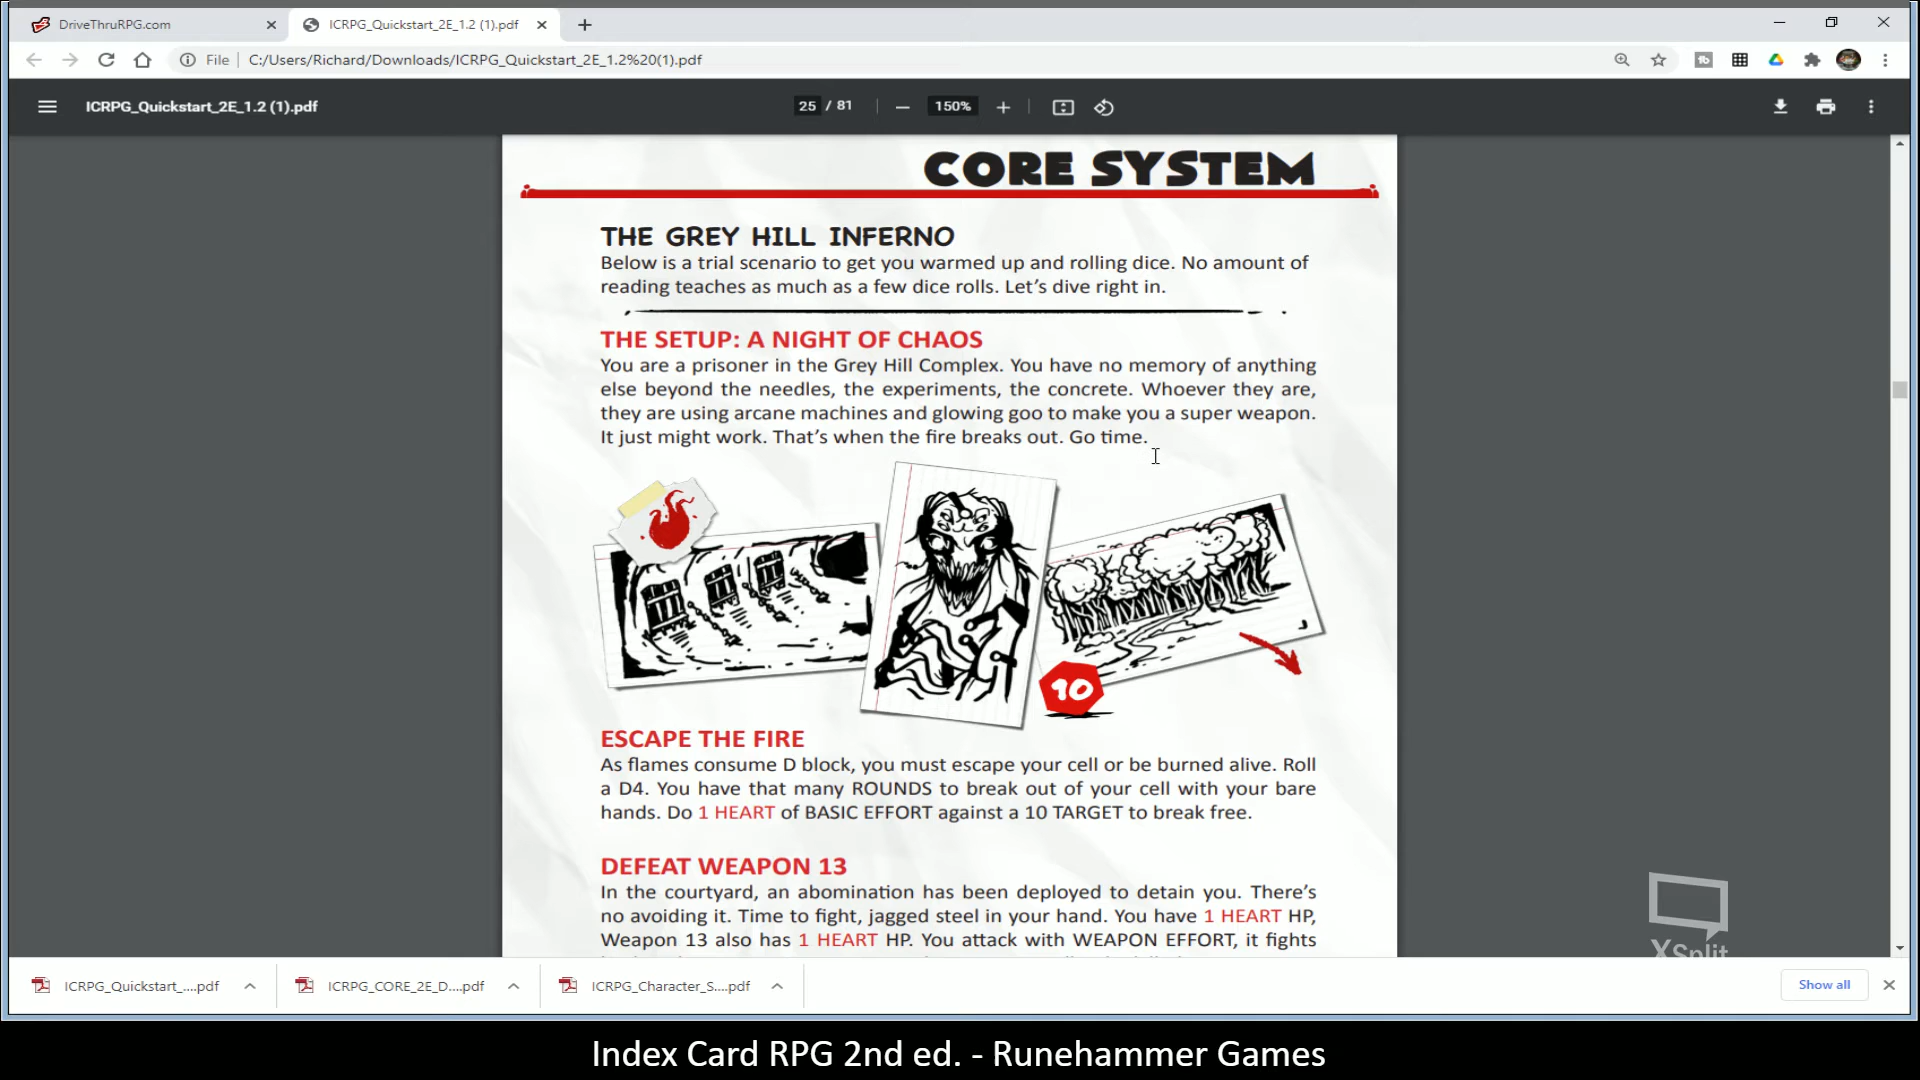 DriveThruRPG.com
ICRPG_Quickstart_2E_1.2 (1).pdf
File
C:/Users/Richard/Downloads/ICRPG_Quickstart_2E_1.2%20(1).pdf
ICRPG_Quickstart_2E_1.2 (1).pdf
25 / 81
150%
CORE SYSTEM
THE GREY HILL INFERNO
Below is a trial scenario to get you warmed up and rolling dice. No amount of
reading teaches as much as a few dice rolls. Let's dive right in.
THE SETUP: A NIGHT OF CHAOS
You are a prisoner in the Grey Hill Complex. You have no memory of anything
else beyond the needles, the experiments, the concrete. Whoever they are,
they are using arcane machines and glowing goo to make you a super weapon.
It just might work. That's when the fire breaks out. Go time.
10
ESCAPE THE FIRE
As flames consume D block, you must escape your cell or be burned alive. Roll
a D4. You have that many ROUNDS to break out of your cell with your bare
hands. Do 1 HEART of BASIC EFFORT against a 10 TARGET to break free.
DEFEAT WEAPON 13
In the courtyard, an abomination has been deployed to detain you. There's
no avoiding it. Time to fight, jagged steel in your hand. You have 1 HEART HP,
Weapon 13 also has 1 HEART HP. You attack with WEAPON EFFORT, it fights
XSplit
ICRPG_Quickstart_....pdf
ICRPG_CORE_2E_D....pdf
ICRPG_Character_S....pdf
Show all
Index Card RPG 2nd ed. - Runehammer Games